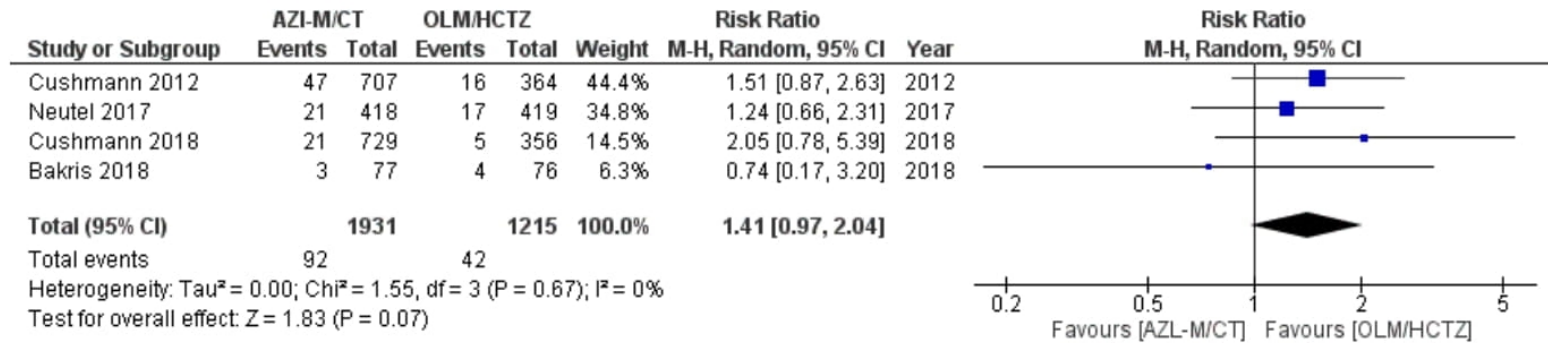 AZI-M/CT OLM/HCTZ Risk Ratio Risk Ratio
Study or Subgroup Events Total Events Total Weight M-H, Random, 95% CI Year M-H, Random, 95% CI
Cushmann 2012 47 707 16 364 44.4% 1.51 [0.87, 2.63] 2012
Neutel 2017 21 418 17 419 34.8% 1.24 [0.66, 2.31] 2017
Cushmann 2018 21 729 5 356 14.5% 2.05 [0.78, 5.39] 2018
Bakris 2018 3 77 4 76 6.3% 0.74 [0.17, 3.20] 2018
Total (95% CI) 1931 1215 100.0% 1.41 [0.97, 2.04]
Total events 92 42
Heterogeneity: Tau² = 0.00; Chi² = 1.55, df = 3 (P = 0.67); I² = 0%
Test for overall effect: Z = 1.83 (P = 0.07)
0.2 0.5 1 2 5
Favours [AZL-M/CT] Favours [OLM/HCTZ]